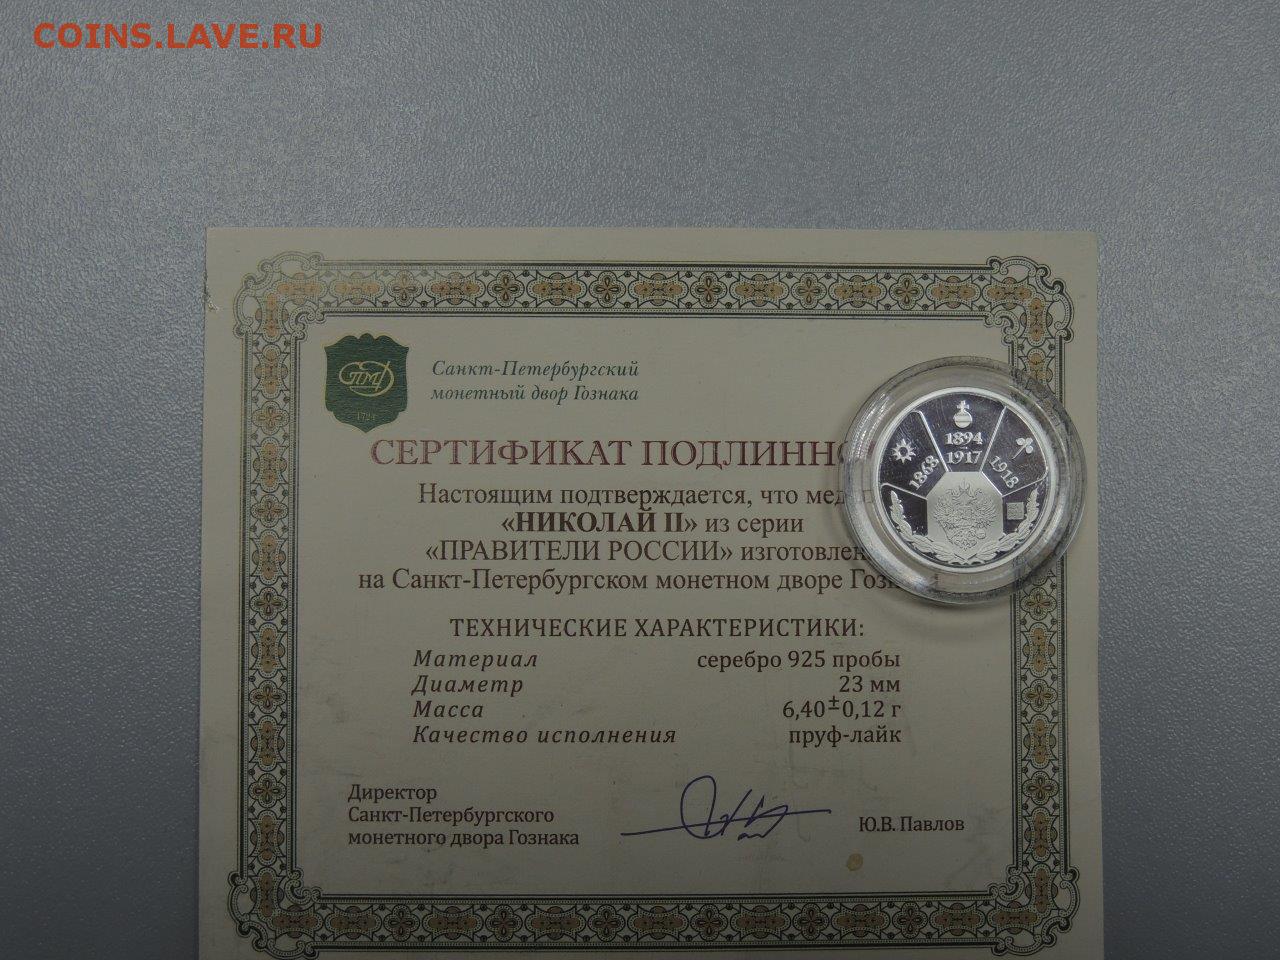 COINS.LAVE.RU
СПМД
1724
Санкт-Петербургский
монетный двор Гознака
СЕРТИФИКАТ ПОДЛИННО
Настоящим подтверждается, что мед
«НИКОЛАЙ II» из серии
«ПРАВИТЕЛИ РОССИИ» изготовлен
на Санкт-Петербургском монетном дворе Гозн
1894
1917
1868
1918
ТЕХНИЧЕСКИЕ ХАРАКТЕРИСТИКИ:
Материал серебро 925 пробы
Диаметр 23 мм
Масса 6,40±0,12 г
Качество исполнения пруф-лайк
Директор
Санкт-Петербургского
монетного двора Гознака
Ю.В. Павлов